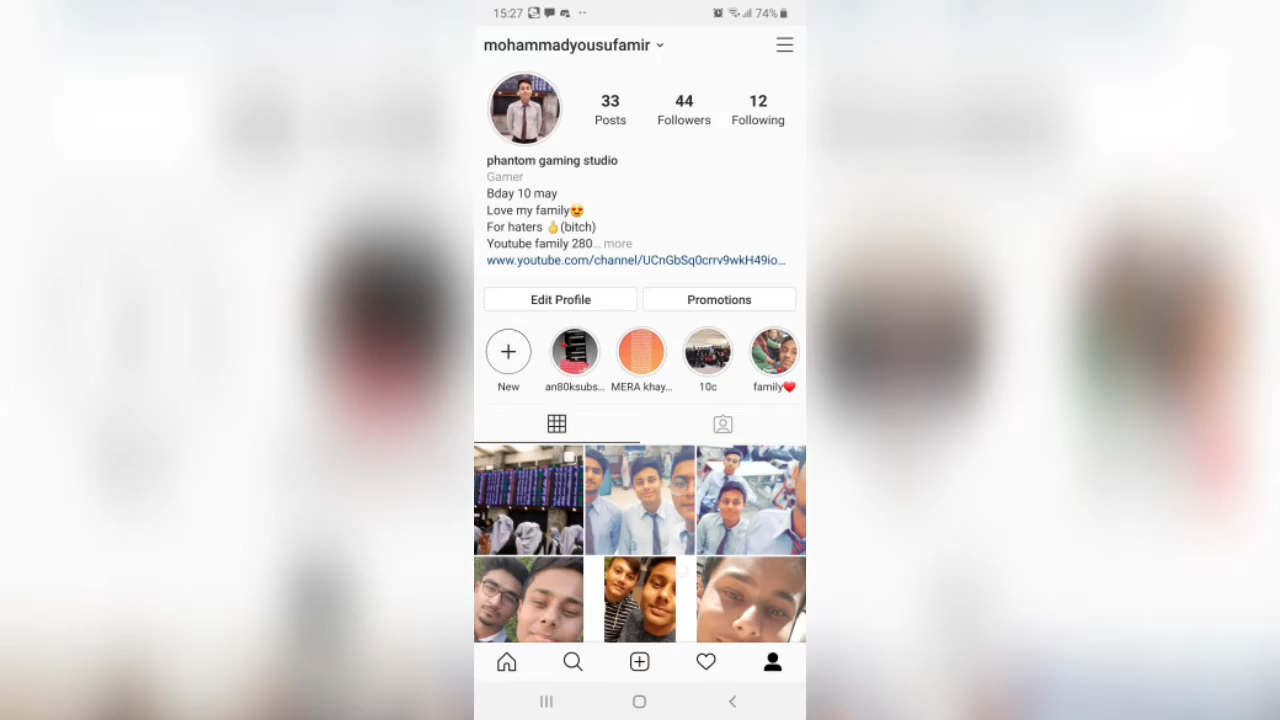 15:27
74%
mohammadyousufamir
33 44 12
Posts Followers Following
phantom gaming studio
Gamer
Bday 10 may
Love my family😍
For haters 🖕(bitch)
Youtube family 280... more
www.youtube.com/channel/UCnGbSq0crrv9wkH49io...
Edit Profile Promotions
New an80ksubs... MERA khay... 10c family❤️